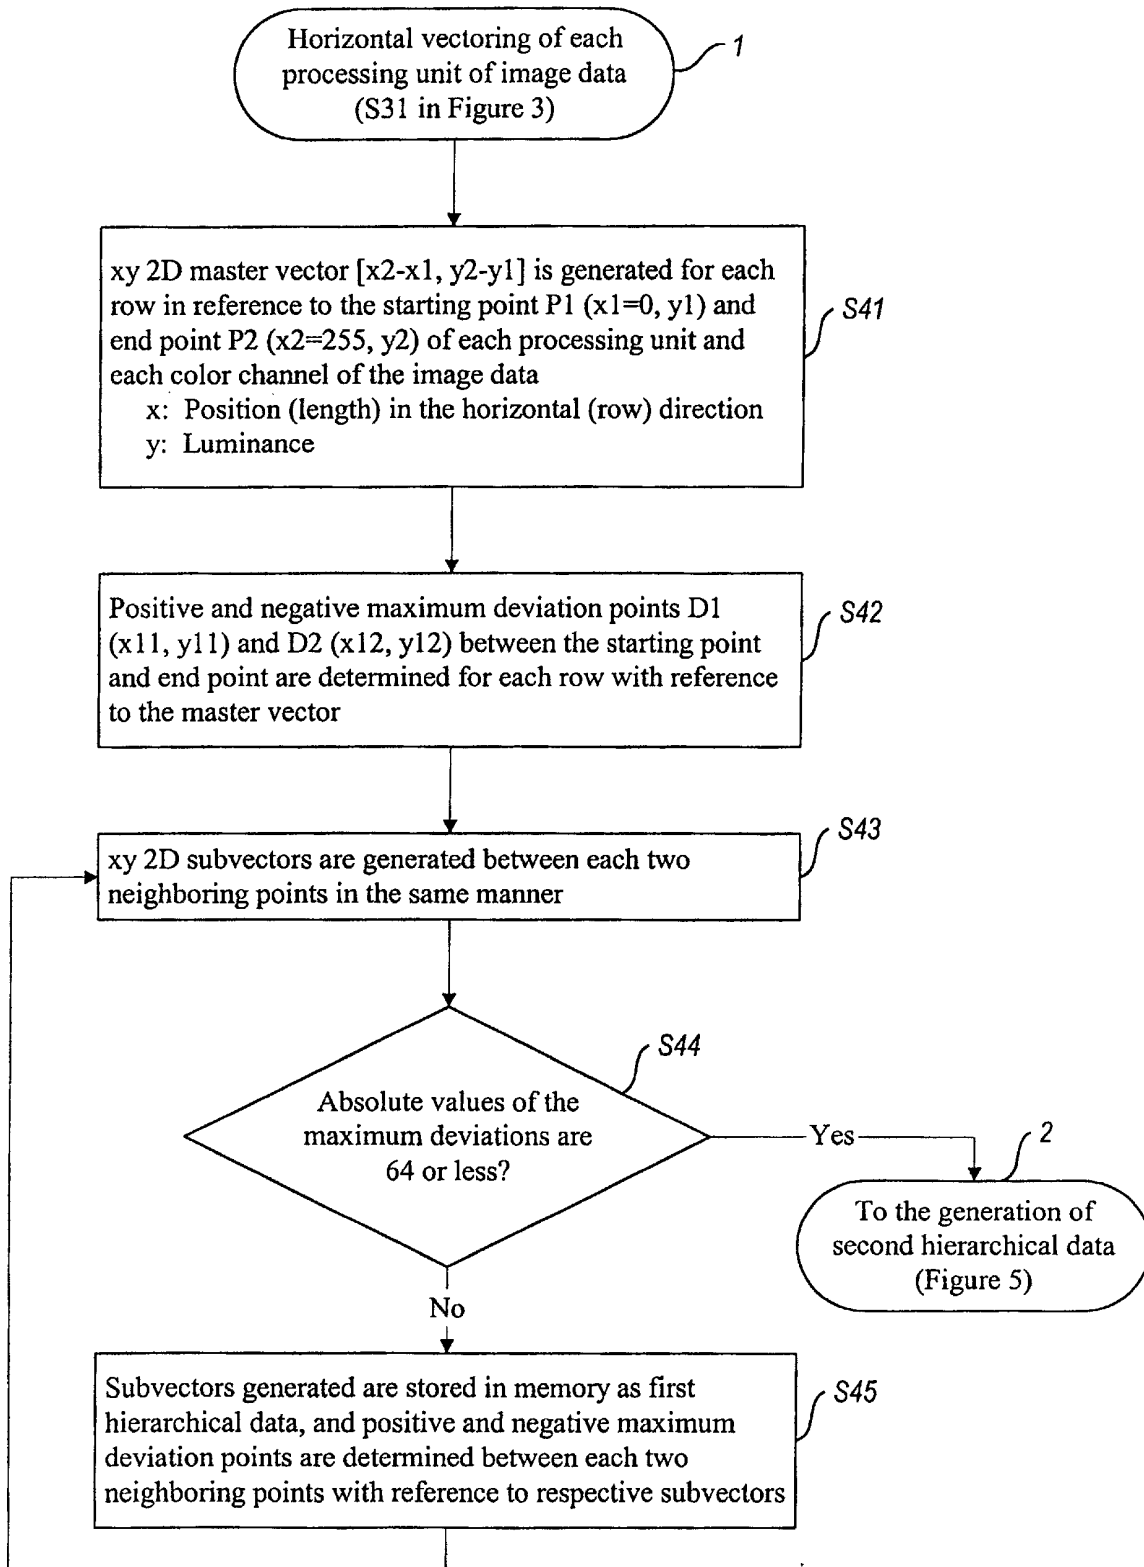 Horizontal vectoring of each
processing unit of image data
(S31 in Figure 3)
1
xy 2D master vector [x2-x1, y2-y1] is generated for each
row in reference to the starting point P1 (x1=0, y1) and
end point P2 (x2=255, y2) of each processing unit and
each color channel of the image data
x: Position (length) in the horizontal (row) direction
y: Luminance
S41
Positive and negative maximum deviation points D1
(x11, y11) and D2 (x12, y12) between the starting point
and end point are determined for each row with reference
to the master vector
S42
xy 2D subvectors are generated between each two
neighboring points in the same manner
S43
Absolute values of the
maximum deviations are
64 or less?
S44
Yes
2
To the generation of
second hierarchical data
(Figure 5)
No
Subvectors generated are stored in memory as first
hierarchical data, and positive and negative maximum
deviation points are determined between each two
neighboring points with reference to respective subvectors
S45